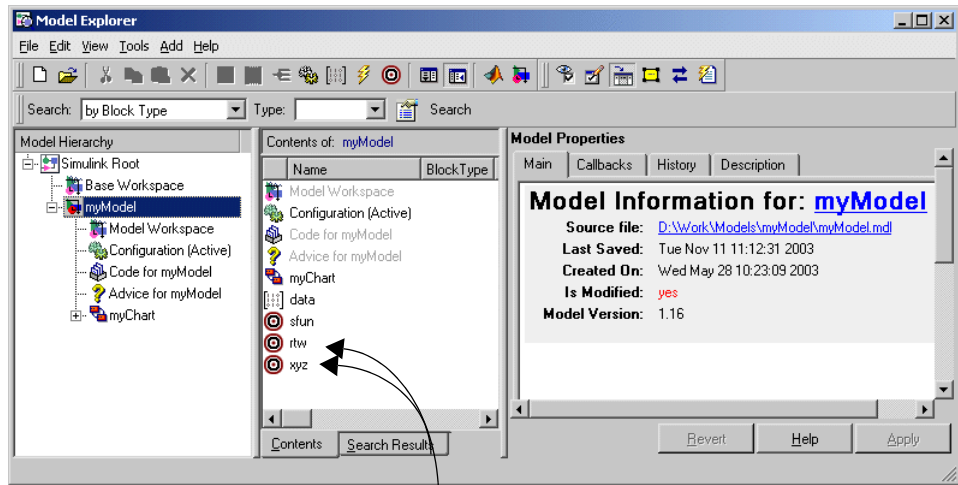 Model Explorer
File Edit View Tools Add Help
Search: by Block Type Type: Search
Model Hierarchy
Simulink Root
Base Workspace
myModel
Model Workspace
Configuration (Active)
Code for myModel
Advice for myModel
myChart
Contents of: myModel
Name BlockType
Model Workspace
Configuration (Active)
Code for myModel
Advice for myModel
myChart
data
sfun
rtw
xyz
Contents Search Results
Model Properties
Main Callbacks History Description
Model Information for: myModel
Source file: D:\Work\Models\myModel\myModel.mdl
Last Saved: Tue Nov 11 11:12:31 2003
Created On: Wed May 28 10:23:09 2003
Is Modified: yes
Model Version: 1.16
Revert Help Apply